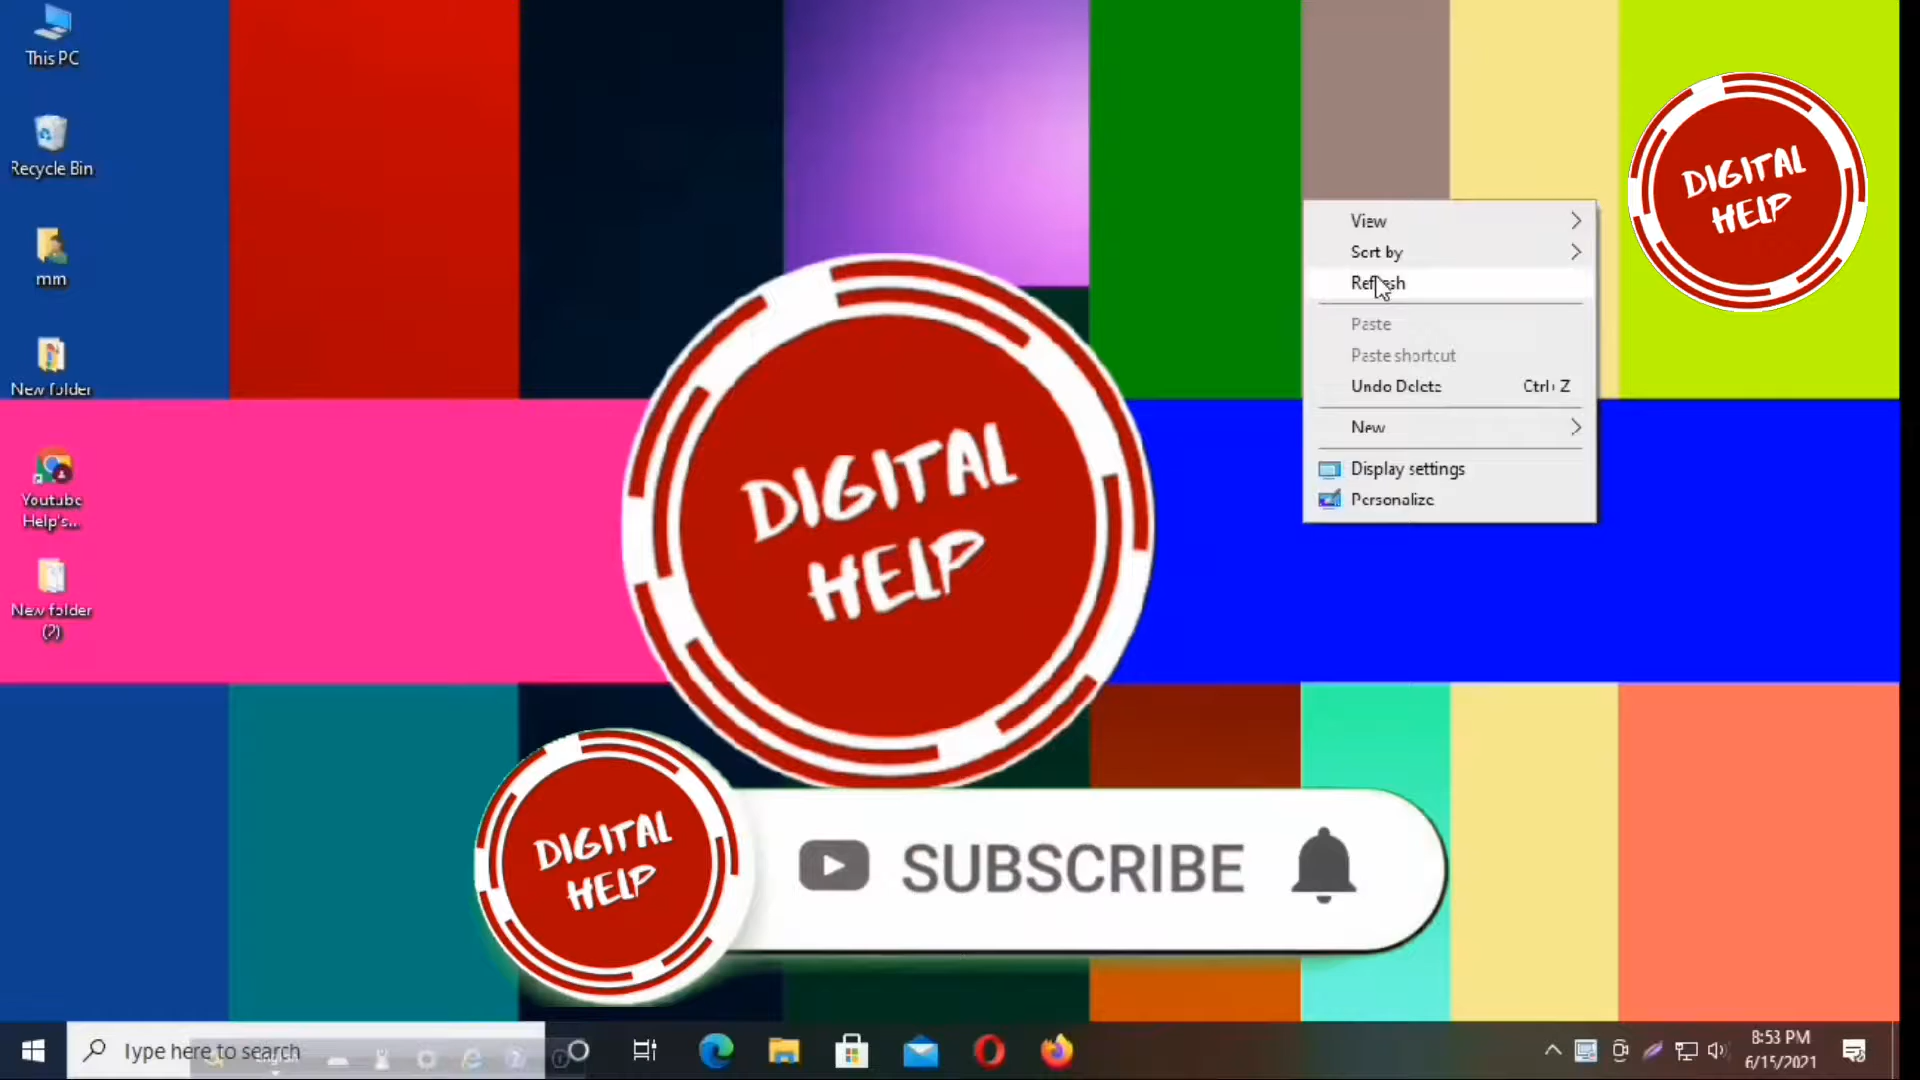 This PC
Recycle Bin
mm
New folder
Youtube
Help's...
New folder
(2)
DIGITAL
HELP
DIGITAL
HELP
View
Sort by
Refresh
Paste
Paste shortcut
Undo Delete Ctrl+Z
New
Display settings
Personalize
DIGITAL
HELP
SUBSCRIBE
Type here to search
8:53 PM
6/15/2021